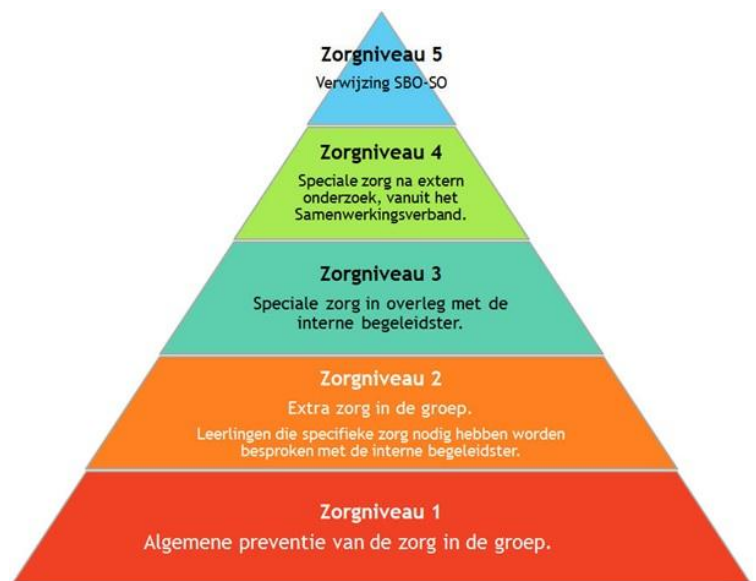 Zorgniveau 5
Verwijzing SBO-SO
Zorgniveau 4
Speciale zorg na extern
onderzoek, vanuit het
Samenwerkingsverband.
Zorgniveau 3
Speciale zorg in overleg met de
interne begeleidster.
Zorgniveau 2
Extra zorg in de groep.
Leerlingen die specifieke zorg nodig hebben worden
besproken met de interne begeleidster.
Zorgniveau 1
Algemene preventie van de zorg in de groep.